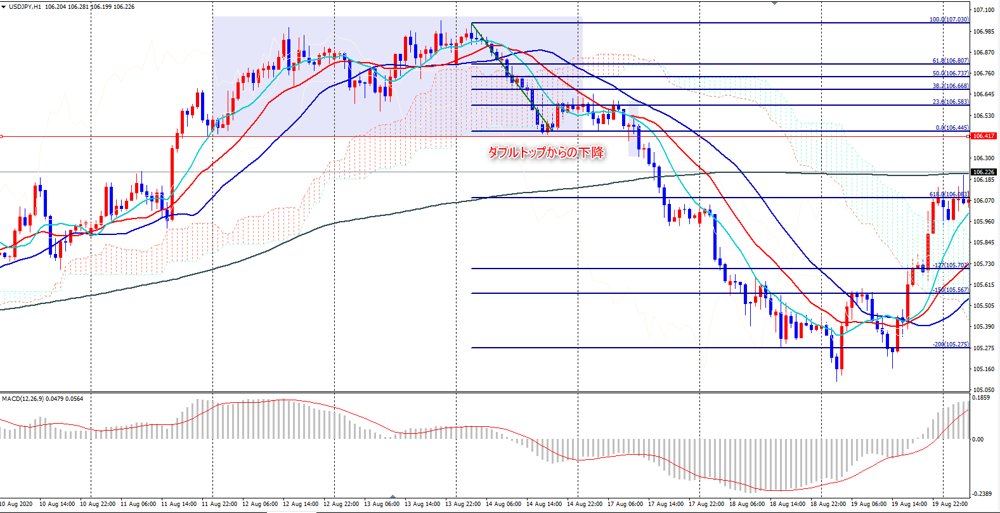 USDJPY,H1 106.204 106.281 106.199 106.226
107.100
100.0(107.030)
106.985
106.870
61.8(106.807)
106.760
50.0(106.737)
38.2(106.668)
106.645
23.6(106.583)
106.530
0.0(106.445)
106.417
ダブルトップからの下降
106.300
106.226
106.185
618.0(106.083)
106.070
105.960
105.845
105.730
-127(105.702)
105.615
-150(105.567)
105.505
105.390
105.275
-200(105.275)
105.160
105.050
MACD(12,26,9) 0.0479 0.0564
0.1859
0.00
-0.2389
10 Aug 2020
10 Aug 14:00
10 Aug 22:00
11 Aug 06:00
11 Aug 14:00
11 Aug 22:00
12 Aug 06:00
12 Aug 14:00
12 Aug 22:00
13 Aug 06:00
13 Aug 14:00
13 Aug 22:00
14 Aug 06:00
14 Aug 14:00
14 Aug 22:00
17 Aug 06:00
17 Aug 14:00
17 Aug 22:00
18 Aug 06:00
18 Aug 14:00
18 Aug 22:00
19 Aug 06:00
19 Aug 14:00
19 Aug 22:00